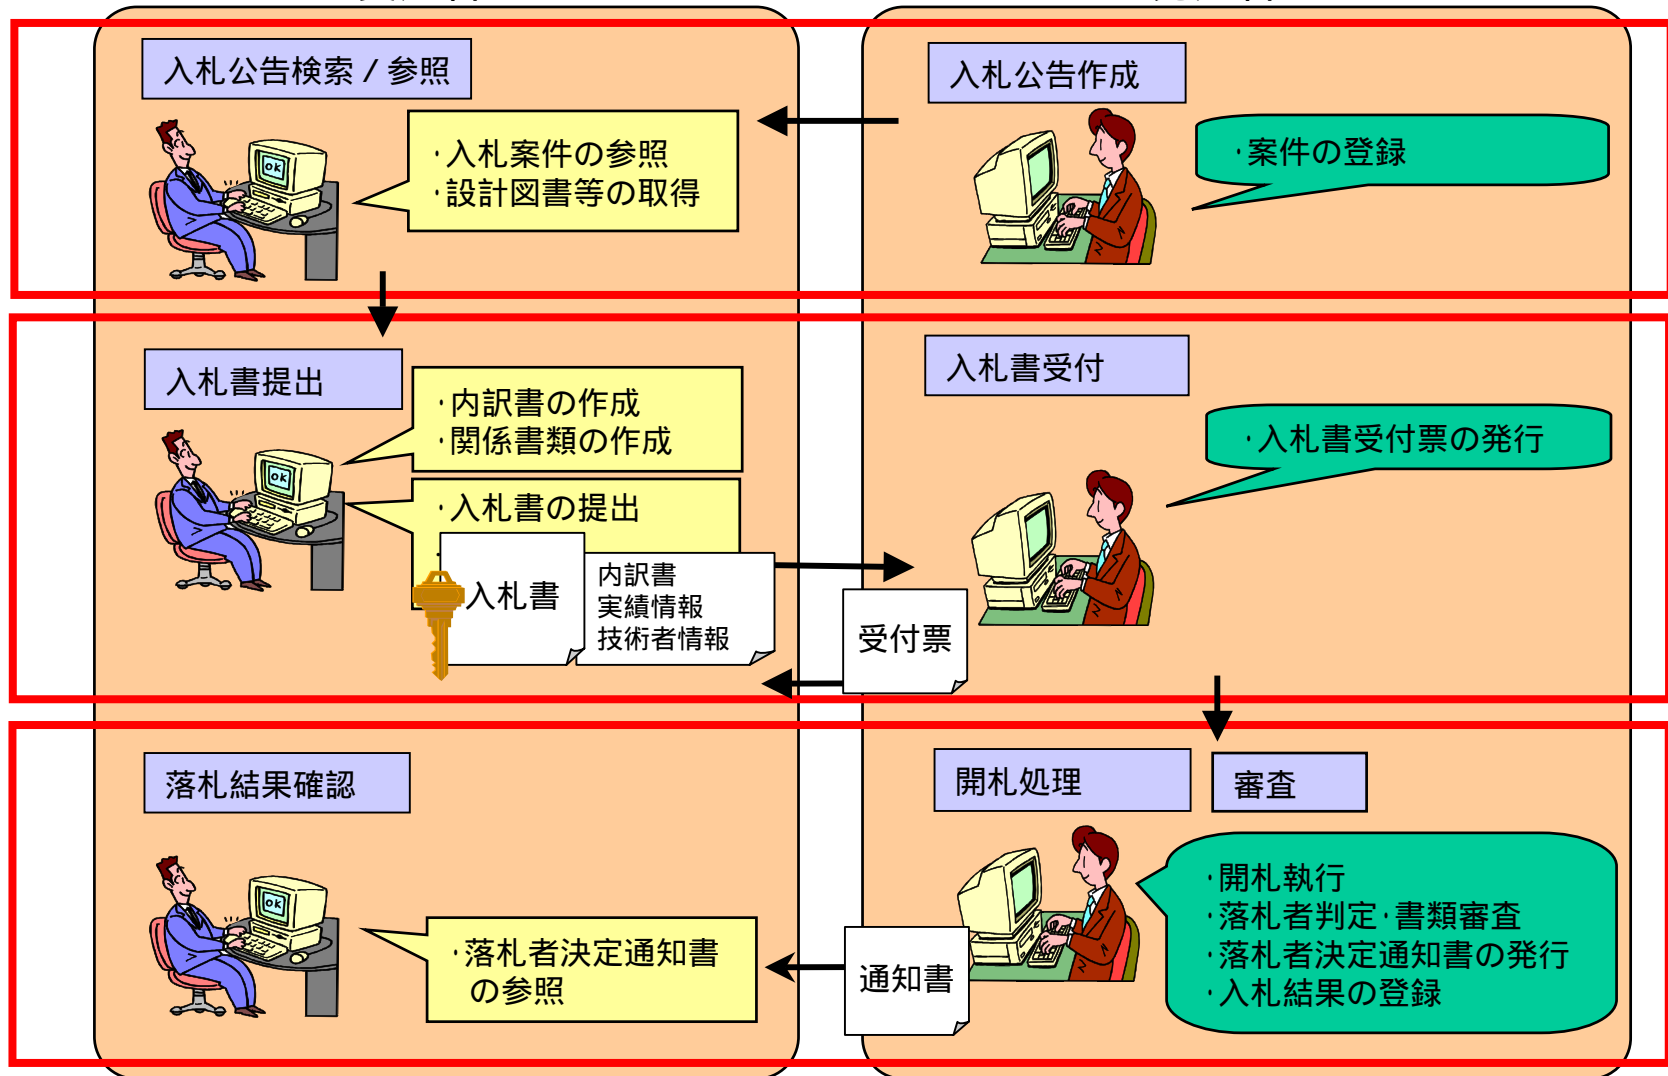 入札公告検索 / 参照
・入札案件の参照
・設計図書等の取得
入札公告作成
・案件の登録
入札書提出
・内訳書の作成
・関係書類の作成
・入札書の提出
入札書
内訳書
実績情報
技術者情報
入札書受付
・入札書受付票の発行
受付票
落札結果確認
・落札者決定通知書
の参照
開札処理
審査
・開札執行
・落札者判定・書類審査
・落札者決定通知書の発行
・入札結果の登録
通知書